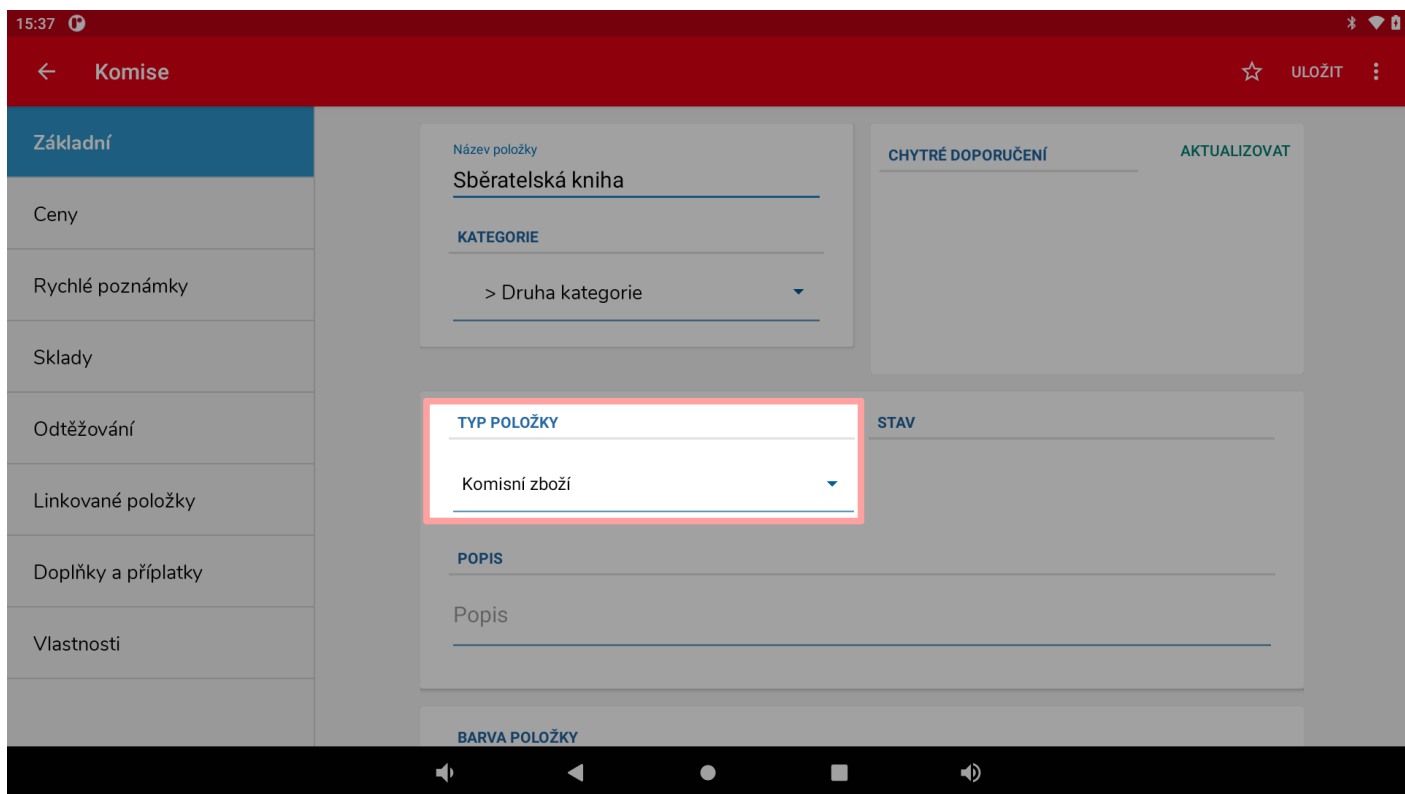 15:37
Komise
ULOŽIT
Základní
Ceny
Rychlé poznámky
Sklady
Odtěžování
Linkované položky
Doplňky a příplatky
Vlastnosti
Název položky
Sběratelská kniha
KATEGORIE
> Druha kategorie
CHYTRÉ DOPORUČENÍ
AKTUALIZOVAT
TYP POLOŽKY
Komisní zboží
STAV
POPIS
Popis
BARVA POLOŽKY